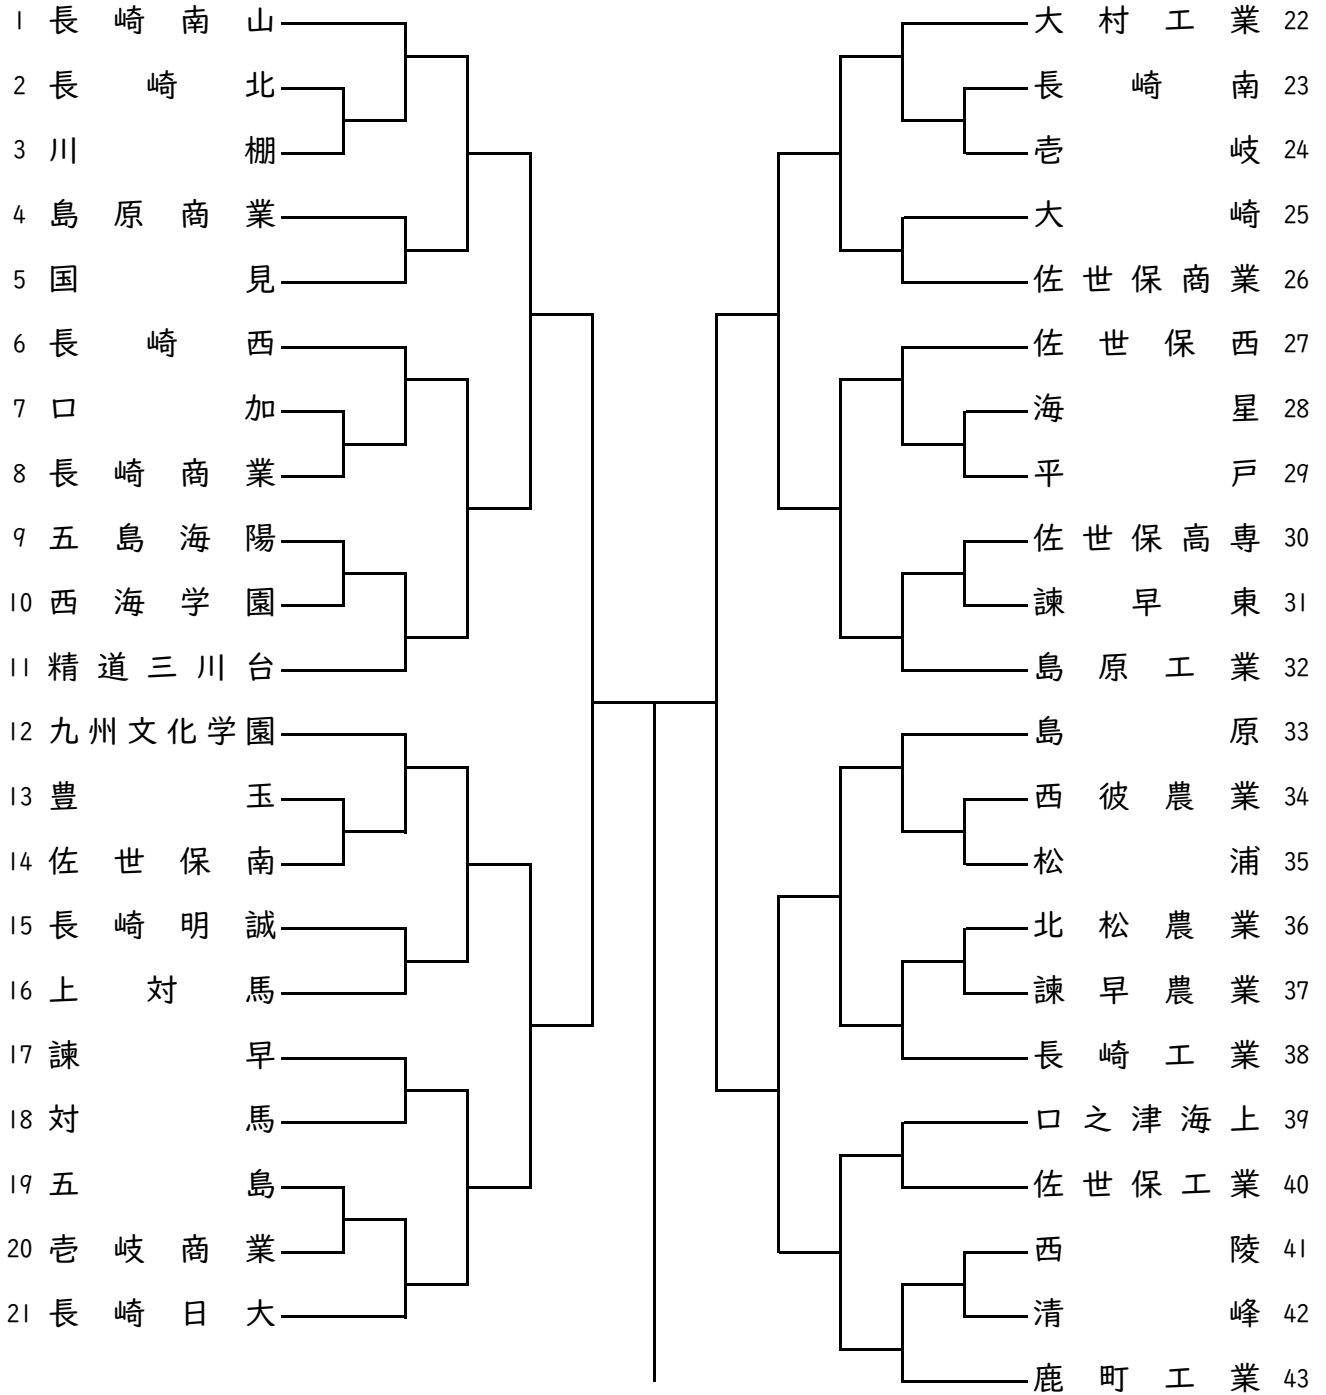 1 長崎南山
2 長崎北
3 川棚
4 島原商業
5 国見
6 長崎西
7 口加
8 長崎商業
9 五島海陽
10 西海学園
11 精道三川台
12 九州文化学園
13 豊玉
14 佐世保南
15 長崎明誠
16 上対馬
17 諫早
18 対馬
19 五島
20 壱岐商業
21 長崎日大
大村工業 22
長崎南 23
壱岐 24
大崎 25
佐世保商業 26
佐世保西 27
海星 28
平戸 29
佐世保高専 30
諫早東 31
島原工業 32
島原 33
西彼農業 34
松浦 35
北松農業 36
諫早農業 37
長崎工業 38
口之津海上 39
佐世保工業 40
西陵 41
清峰 42
鹿町工業 43